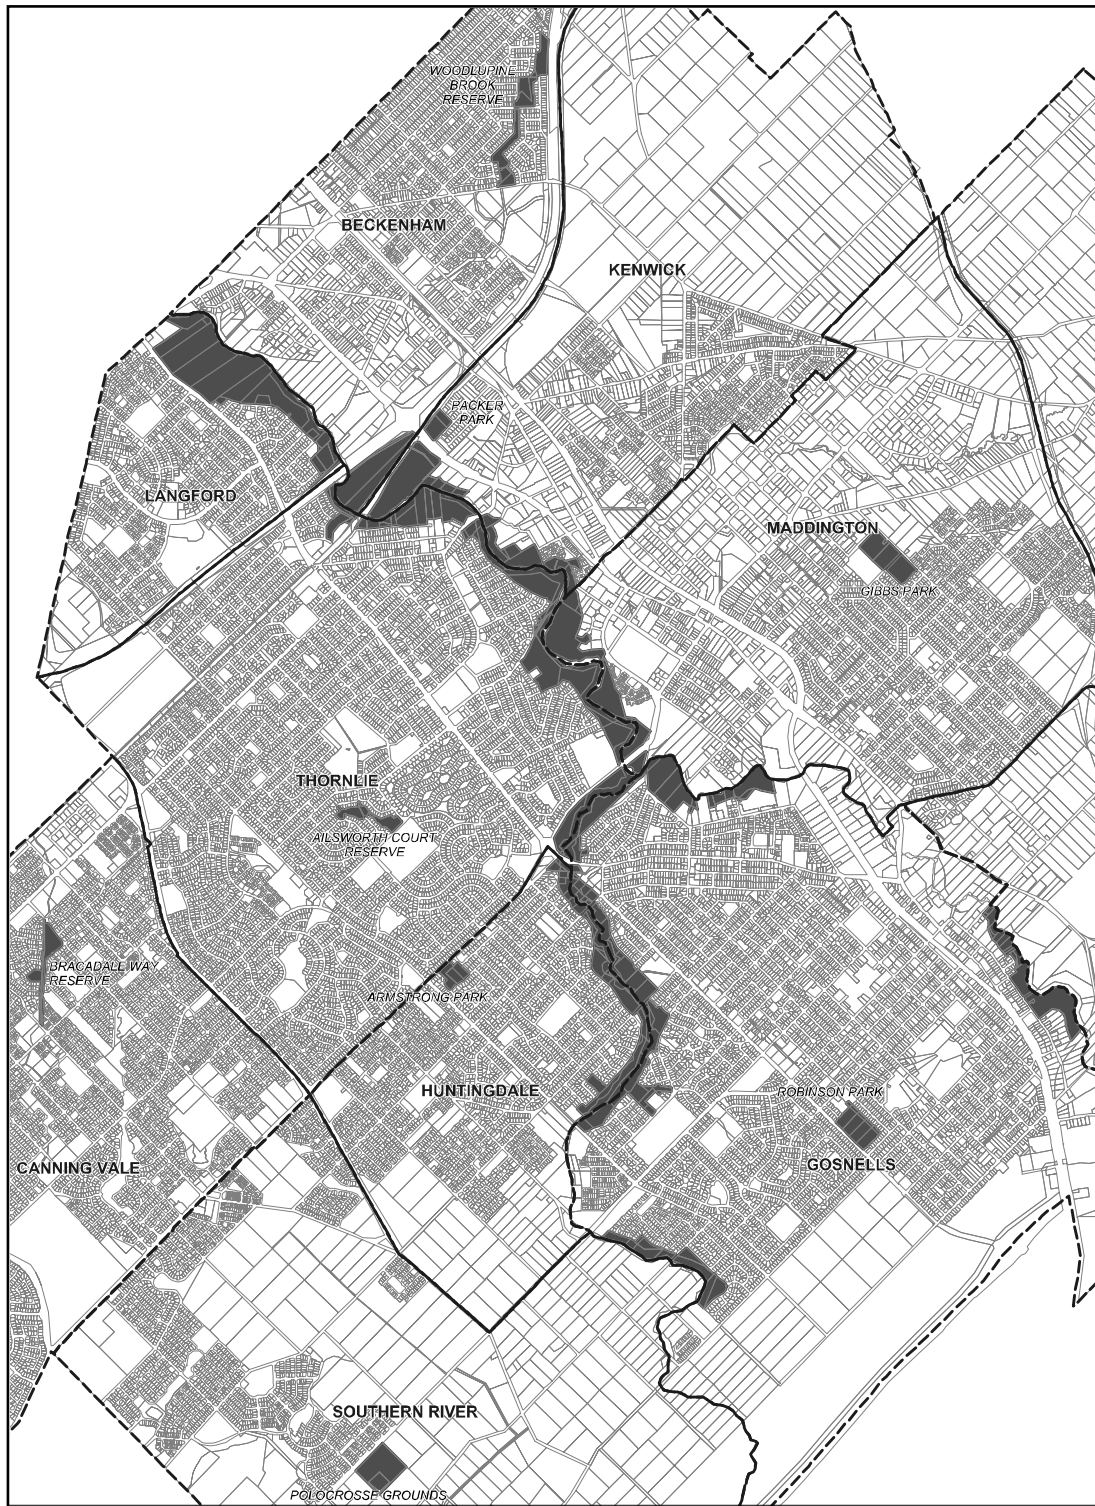 WOODLUPINE
BROOK
RESERVE
BECKENHAM
KENWICK
PACKER
PARK
LANGFORD
MADDINGTON
GIBBS PARK
THORNLIE
AILSWORTH COURT
RESERVE
BRACADALE WAY
RESERVE
ARMSTRONG PARK
HUNTINGDALE
ROBINSON PARK
CANNING VALE
GOSNELLS
SOUTHERN RIVER
POLOCROSSE GROUNDS